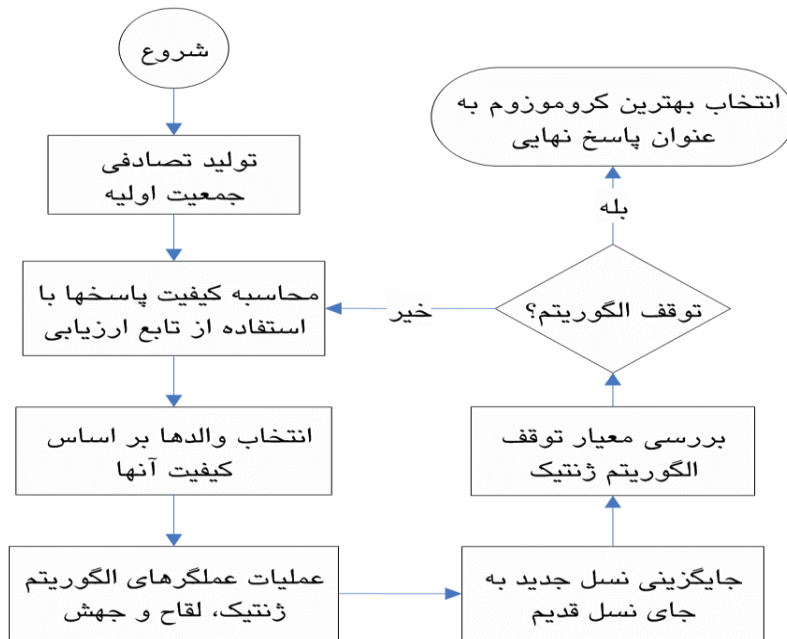 شروع
تولید تصادفی
جمعیت اولیه
محاسبه کیفیت پاسخها با
استفاده از تابع ارزیابی
انتخاب والدها بر اساس
کیفیت آنها
عملیات عملگرهای الگوریتم
ژنتیک، لقاح و جهش
جایگزینی نسل جدید به
جای نسل قدیم
بررسی معیار توقف
الگوریتم ژنتیک
توقف الگوریتم؟
خیر
بله
انتخاب بهترین کروموزوم به
عنوان پاسخ نهایی